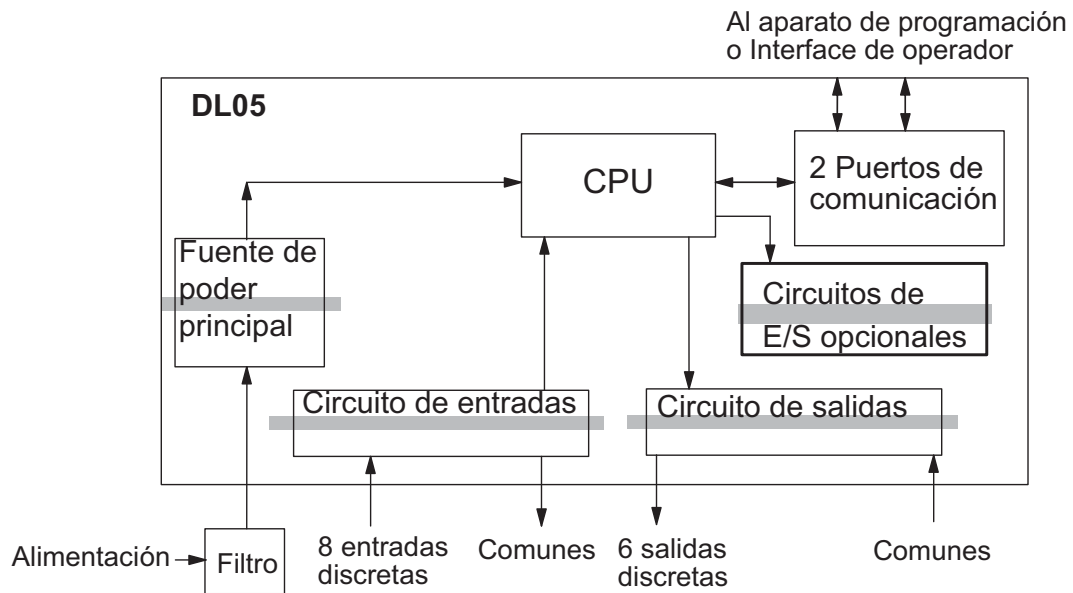 Al aparato de programación
o Interface de operador
DL05
CPU
2 Puertos de
comunicación
Fuente de
poder
principal
Circuitos de
E/S opcionales
Circuito de entradas
Circuito de salidas
Alimentación
Filtro
8 entradas
discretas
Comunes
6 salidas
discretas
Comunes